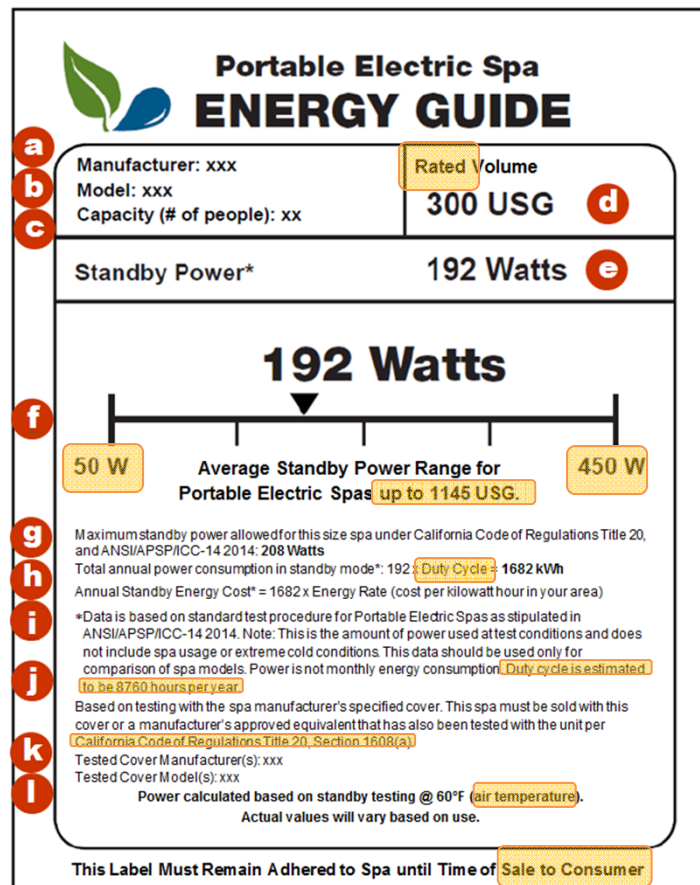 Portable Electric Spa
ENERGY GUIDE
a
Manufacturer: xxx
Rated Volume
b
Model: xxx
300 USG
d
c
Capacity (# of people): xx
Standby Power*
192 Watts
e
192 Watts
f
50 W
450 W
Average Standby Power Range for
Portable Electric Spas up to 1145 USG.
g
Maximum standby power allowed for this size spa under California Code of Regulations Title 20,
and ANSI/APSP/ICC-14 2014: 208 Watts
h
Total annual power consumption in standby mode*: 192 x Duty Cycle = 1682 kWh
Annual Standby Energy Cost* = 1682 x Energy Rate (cost per kilowatt hour in your area)
i
*Data is based on standard test procedure for Portable Electric Spas as stipulated in
ANSI/APSP/ICC-14 2014. Note: This is the amount of power used at test conditions and does
not include spa usage or extreme cold conditions. This data should be used only for
comparison of spa models. Power is not monthly energy consumption. Duty cycle is estimated
j
to be 8760 hours per year.
Based on testing with the spa manufacturer's specified cover. This spa must be sold with this
cover or a manufacturer's approved equivalent that has also been tested with the unit per
California Code of Regulations Title 20, Section 1608(a)
k
Tested Cover Manufacturer(s): xxx
l
Tested Cover Model(s): xxx
Power calculated based on standby testing @ 60°F (air temperature).
Actual values will vary based on use.
This Label Must Remain Adhered to Spa until Time of Sale to Consumer